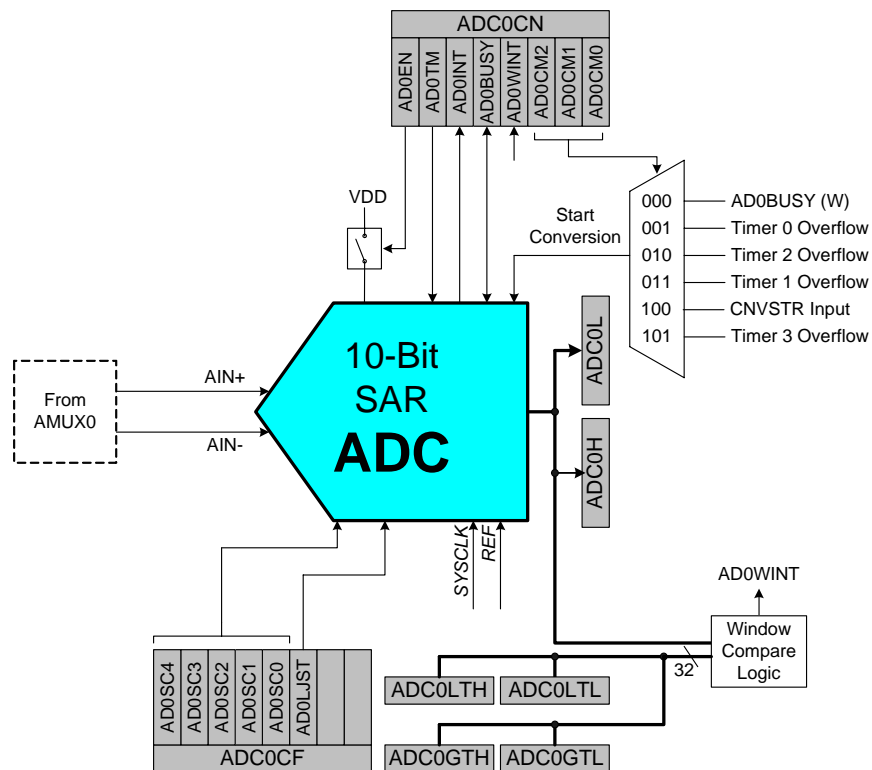 ADC0CN
AD0EN
AD0TM
AD0INT
AD0BUSY
AD0WINT
AD0CM2
AD0CM1
AD0CM0
VDD
Start
Conversion
000
AD0BUSY (W)
001
Timer 0 Overflow
010
Timer 2 Overflow
011
Timer 1 Overflow
100
CNVSTR Input
101
Timer 3 Overflow
From
AMUX0
AIN+
AIN-
10-Bit
SAR
ADC
ADC0L
ADC0H
SYSCLK
REF
AD0WINT
Window
Compare
Logic
32
AD0SC4
AD0SC3
AD0SC2
AD0SC1
AD0SC0
AD0LJST
ADC0CF
ADC0LTH
ADC0LTL
ADC0GTH
ADC0GTL